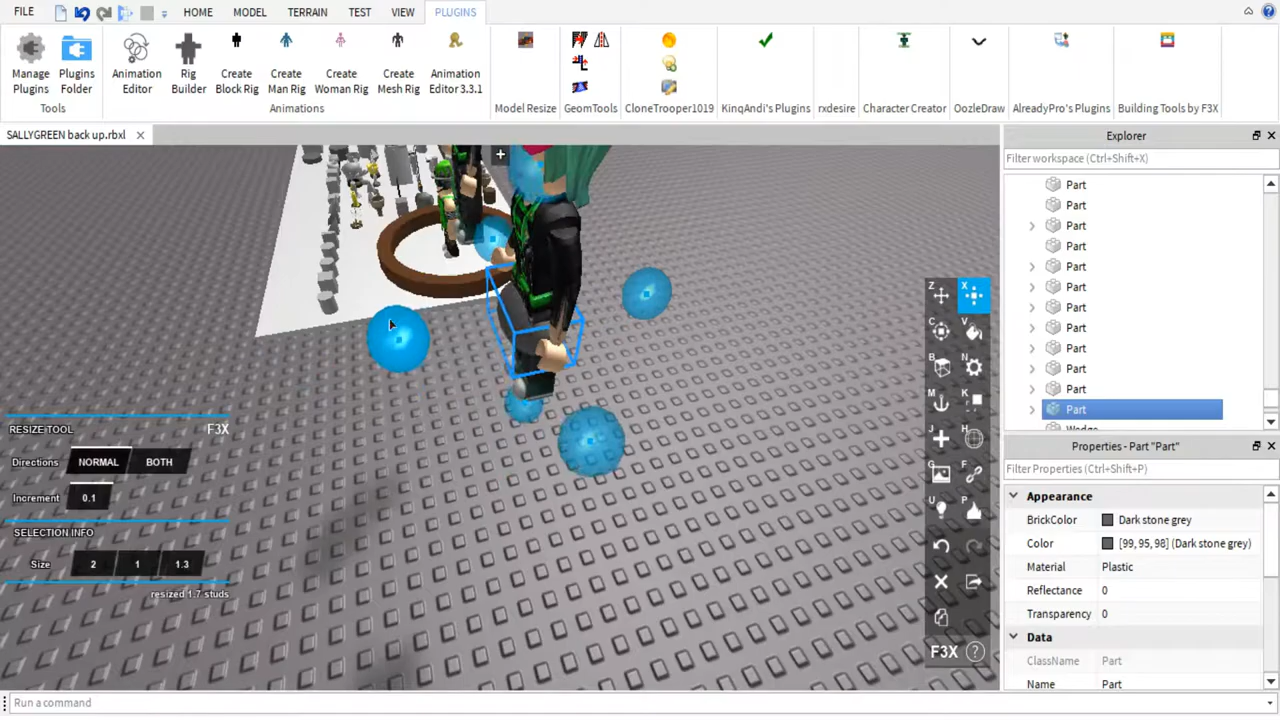 FILE HOME MODEL TERRAIN TEST VIEW PLUGINS
Manage Plugins
Plugins Folder
Tools
Animation Editor
Rig Builder
Create Block Rig
Create Man Rig
Create Woman Rig
Create Mesh Rig
Animation Editor 3.3.1
Animations
Model Resize
GeomTools
CloneTrooper1019
KinqAndi's Plugins
rxdesire
Character Creator
OozleDraw
AlreadyPro's Plugins
Building Tools by F3X
SALLYGREEN back up.rbxl
Explorer
Filter workspace (Ctrl+Shift+X)
Part
Part
Part
Part
Part
Part
Part
Part
Part
Part
Part
Part
Wedge
Z X
C V
B N
M K
J H
G F
U P
F3X ?
RESIZE TOOL F3X
Directions NORMAL BOTH
Increment 0.1
SELECTION INFO
Size 2 1 1.3
resized 1.7 studs
Properties - Part "Part"
Filter Properties (Ctrl+Shift+P)
Appearance
BrickColor Dark stone grey
Color [99, 95, 98] (Dark stone grey)
Material Plastic
Reflectance 0
Transparency 0
Data
ClassName Part
Name Part
Run a command